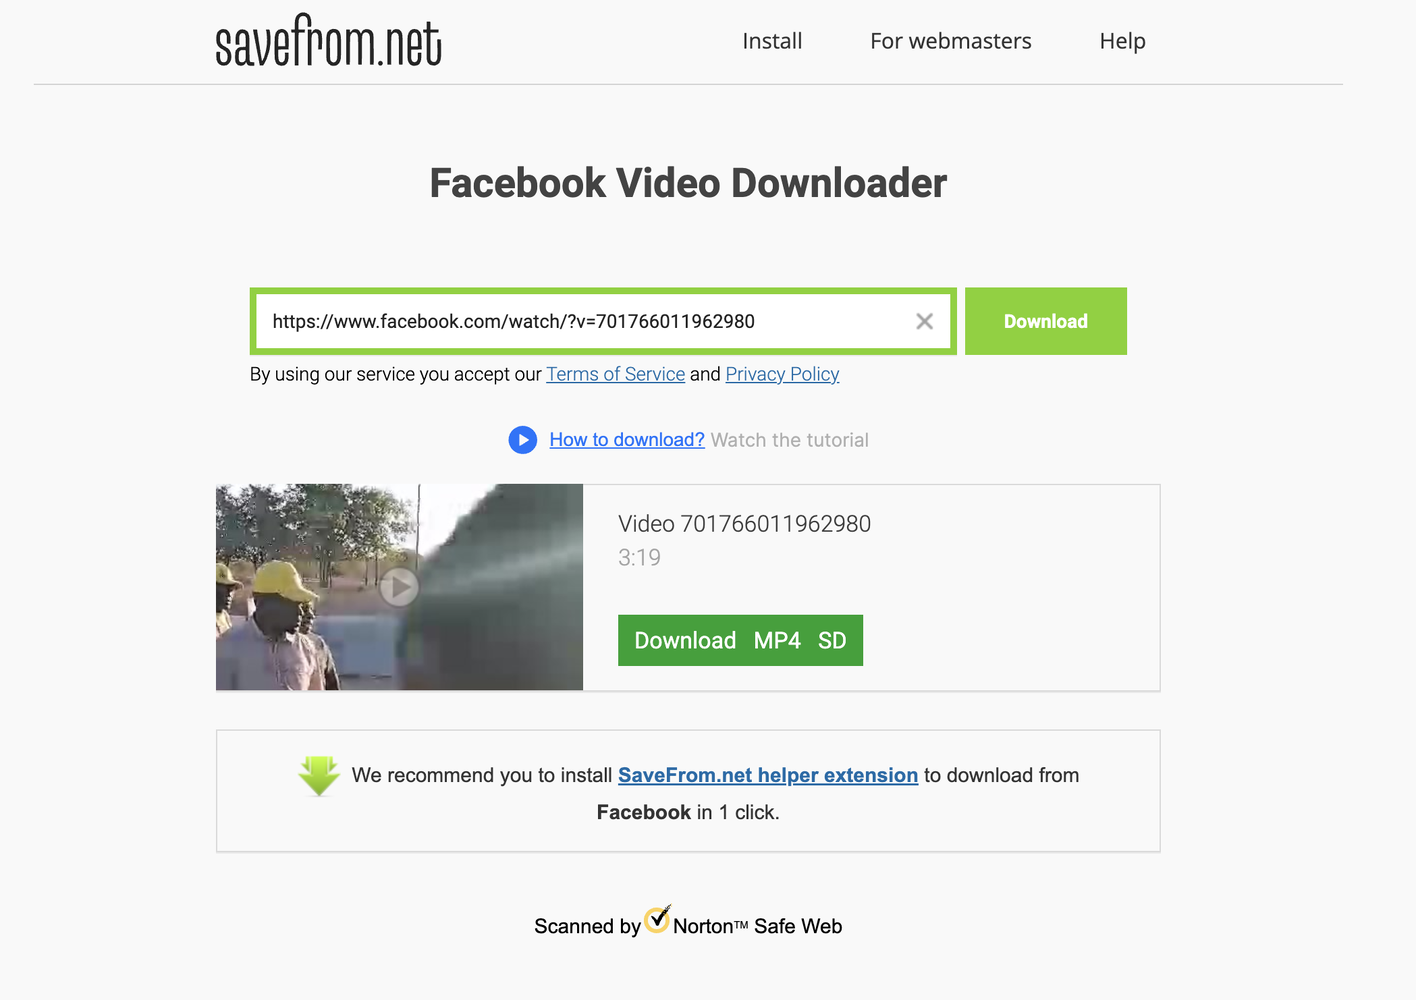 savefrom.net
Install For webmasters Help
Facebook Video Downloader
https://www.facebook.com/watch/?v=701766011962980
Download
By using our service you accept our Terms of Service and Privacy Policy
How to download? Watch the tutorial
Video 701766011962980
3:19
Download MP4 SD
We recommend you to install SaveFrom.net helper extension to download from
Facebook in 1 click.
Scanned by Norton™ Safe Web